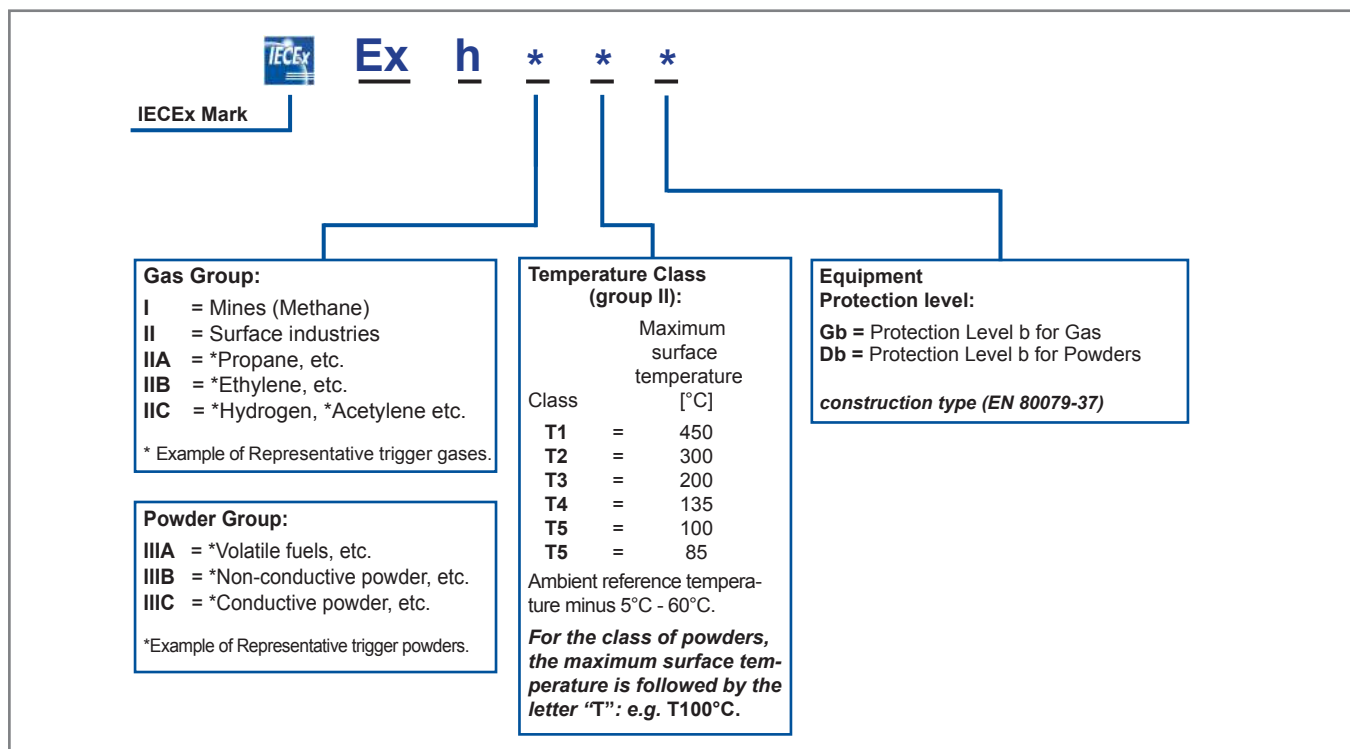 IECEx Ex h * * *
IECEx Mark
Gas Group:
I = Mines (Methane)
II = Surface industries
IIA = *Propane, etc.
IIB = *Ethylene, etc.
IIC = *Hydrogen, *Acetylene etc.
* Example of Representative trigger gases.
Powder Group:
IIIA = *Volatile fuels, etc.
IIIB = *Non-conductive powder, etc.
IIIC = *Conductive powder, etc.
*Example of Representative trigger powders.
Temperature Class
(group II):
Maximum
surface
temperature
Class [°C]
T1 = 450
T2 = 300
T3 = 200
T4 = 135
T5 = 100
T5 = 85
Ambient reference tempera-
ture minus 5°C - 60°C.
For the class of powders,
the maximum surface tem-
perature is followed by the
letter “T”: e.g. T100°C.
Equipment
Protection level:
Gb = Protection Level b for Gas
Db = Protection Level b for Powders
construction type (EN 80079-37)